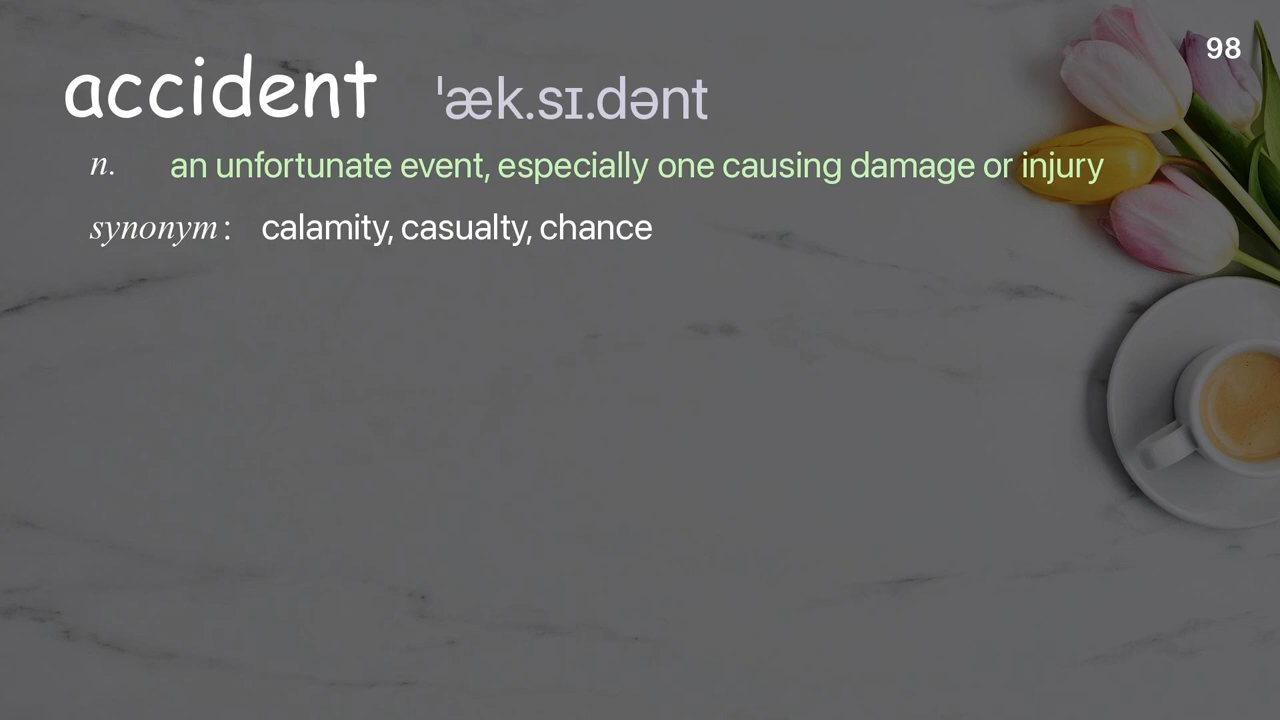 98
accident ˈæk.sɪ.dənt
n. an unfortunate event, especially one causing damage or injury
synonym : calamity, casualty, chance